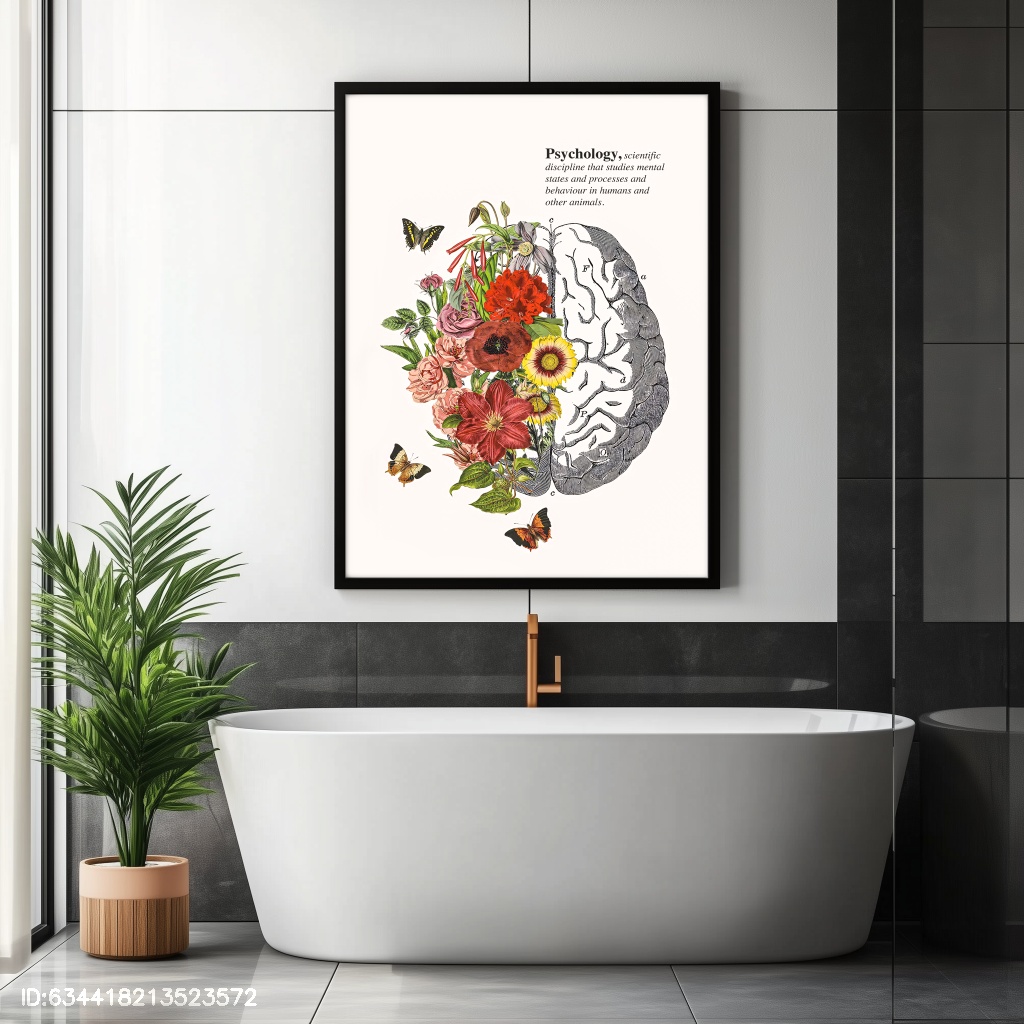 Psychology, scientific
discipline that studies mental
states and processes and
behaviour in humans and
other animals.
c
a
F
d
P
O
c
ID:634418213523572